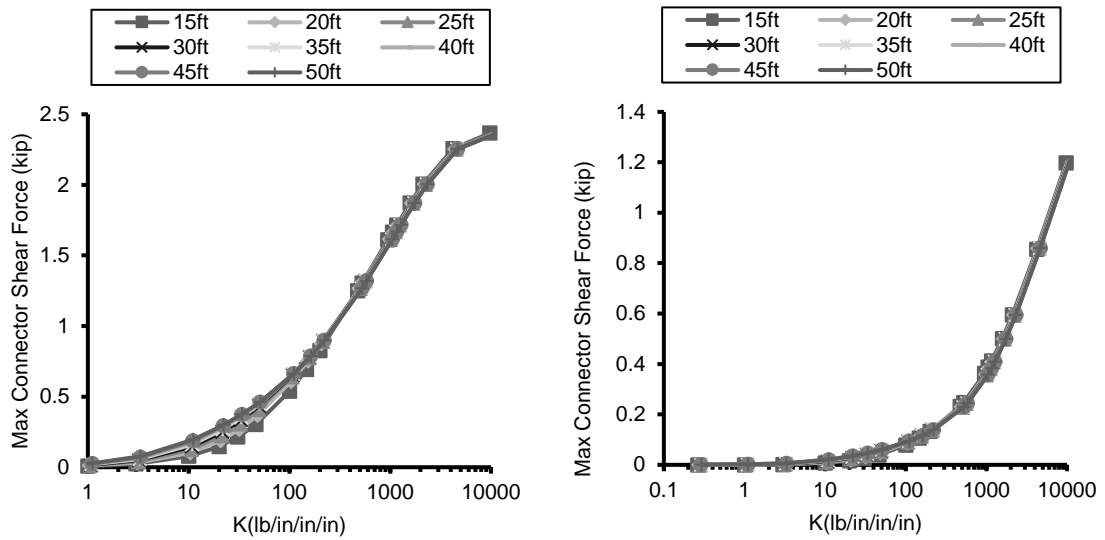 15ft 20ft 25ft
30ft 35ft 40ft
45ft 50ft
Max Connector Shear Force (kip)
2.5
2
1.5
1
0.5
0
1 10 100 1000 10000
K(lb/in/in/in)
15ft 20ft 25ft
30ft 35ft 40ft
45ft 50ft
Max Connector Shear Force (kip)
1.4
1.2
1
0.8
0.6
0.4
0.2
0
0.1 1 10 100 1000 10000
K(lb/in/in/in)